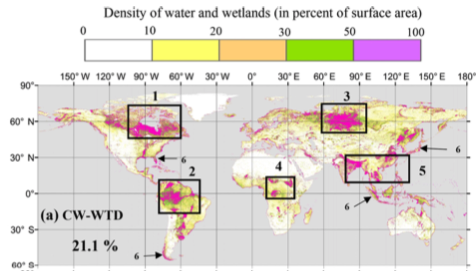 Density of water and wetlands (in percent of surface area)
0 10 20 30 50 100
150°W 120°W 90°W 60°W 30°W 0° 30°E 60°E 90°E 120°E 150°E 180°
90°
1 3
60° N
6
30° N
6
2 4 5
0°
6
(a) CW-WTD
30° S
21.1 %
6
60° S